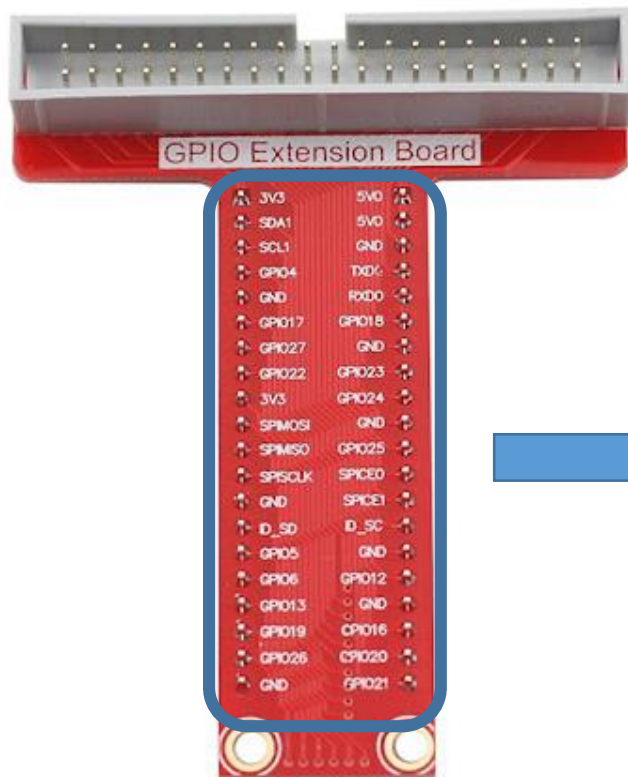 GPIO Extension Board
3V3 5V0
SDA1 5V0
SCL1 GND
GPIO4 TXD0
GND RXD0
GPIO17 GPIO18
GPIO27 GND
GPIO22 GPIO23
3V3 GPIO24
SPIMOSI GND
SPIMISO GPIO25
SPISCLK SPICE0
GND SPICE1
ID_SD ID_SC
GPIO5 GND
GPIO6 GPIO12
GPIO13 GND
GPIO19 CPIO16
GPIO26 CPIO20
GND GPIO21